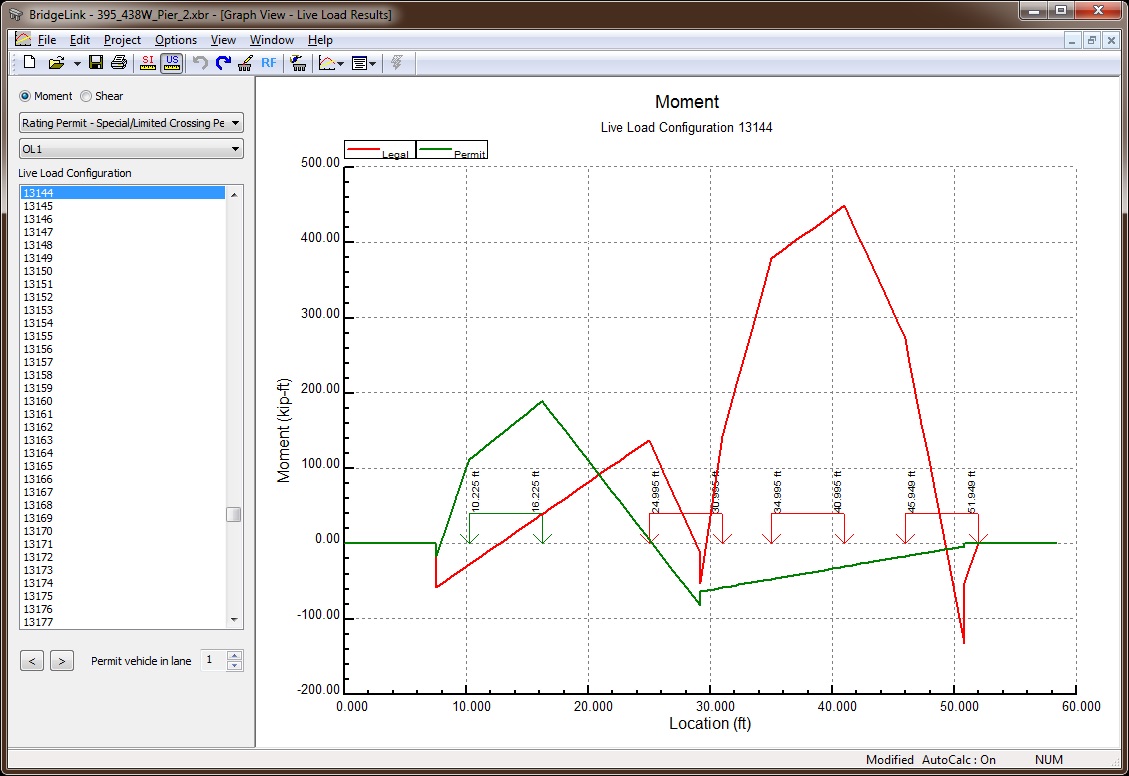 BridgeLink - 395_438W_Pier_2.xbr - [Graph View - Live Load Results]
File Edit Project Options View Window Help
SI US RF
Moment Shear
Rating Permit - Special/Limited Crossing Pe
OL1
Live Load Configuration
13144
13145
13146
13147
13148
13149
13150
13151
13152
13153
13154
13155
13156
13157
13158
13159
13160
13161
13162
13163
13164
13165
13166
13167
13168
13169
13170
13171
13172
13173
13174
13175
13176
13177
< > Permit vehicle in lane 1
Moment
Live Load Configuration 13144
Legal Permit
500.00
400.00
300.00
200.00
100.00
0.00
-100.00
-200.00
Moment (kip-ft)
10.225 ft
16.225 ft
24.995 ft
30.995 ft
34.995 ft
40.995 ft
45.949 ft
51.949 ft
0.000 10.000 20.000 30.000 40.000 50.000 60.000
Location (ft)
Modified AutoCalc : On NUM